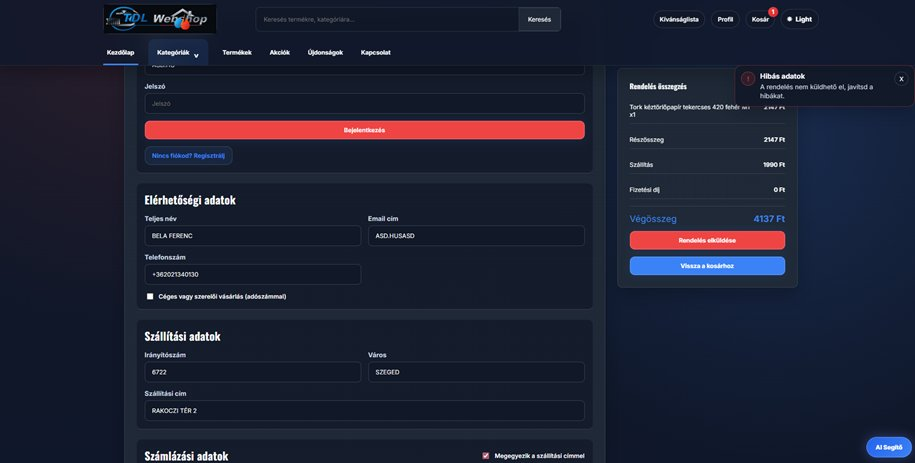 TDL Webshop
Keresés termékre, kategóriára...
Keresés
Kívánságlista
Profil
Kosár
1
Light
Kezdőlap
Kategóriák
Termékek
Akciók
Újdonságok
Kapcsolat
Jelszó
Jelszó
Bejelentkezés
Nincs fiókod? Regisztrálj
Elérhetőségi adatok
Teljes név
Email cím
BELA FERENC
ASD.HUSASD
Telefonszám
+362021340130
Céges vagy szerelői vásárlás (adószámmal)
Szállítási adatok
Irányítószám
Város
6722
SZEGED
Szállítási cím
RAKOCZI TÉR 2
Számlázási adatok
Megegyezik a szállítási címmel
Rendelés összegzés
!
Hibás adatok
X
A rendelés nem küldhető el, javítsd a
hibákat.
Tork kéztörlőpapír tekercses 420 fehér M1
x1
2147 Ft
Részösszeg
2147 Ft
Szállítás
1990 Ft
Fizetési díj
0 Ft
Végösszeg
4137 Ft
Rendelés elküldése
Vissza a kosárhoz
AI Segítő